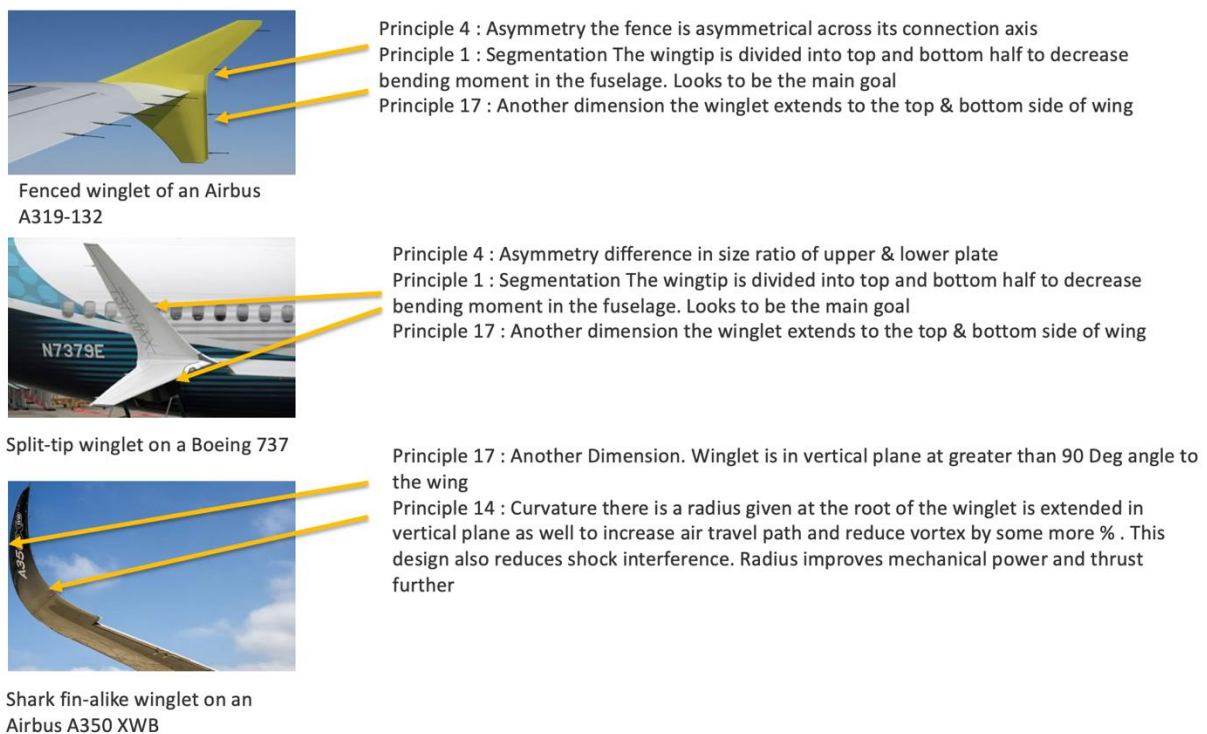 Principle 4 : Asymmetry the fence is asymmetrical across its connection axis
Principle 1 : Segmentation The wingtip is divided into top and bottom half to decrease
bending moment in the fuselage. Looks to be the main goal
Principle 17 : Another dimension the winglet extends to the top & bottom side of wing
Fenced winglet of an Airbus
A319-132
Principle 4 : Asymmetry difference in size ratio of upper & lower plate
Principle 1 : Segmentation The wingtip is divided into top and bottom half to decrease
bending moment in the fuselage. Looks to be the main goal
Principle 17 : Another dimension the winglet extends to the top & bottom side of wing
737MAX
N7379E
Split-tip winglet on a Boeing 737
Principle 17 : Another Dimension. Winglet is in vertical plane at greater than 90 Deg angle to
the wing
Principle 14 : Curvature there is a radius given at the root of the winglet is extended in
vertical plane as well to increase air travel path and reduce vortex by some more % . This
design also reduces shock interference. Radius improves mechanical power and thrust
further
A350
Shark fin-alike winglet on an
Airbus A350 XWB